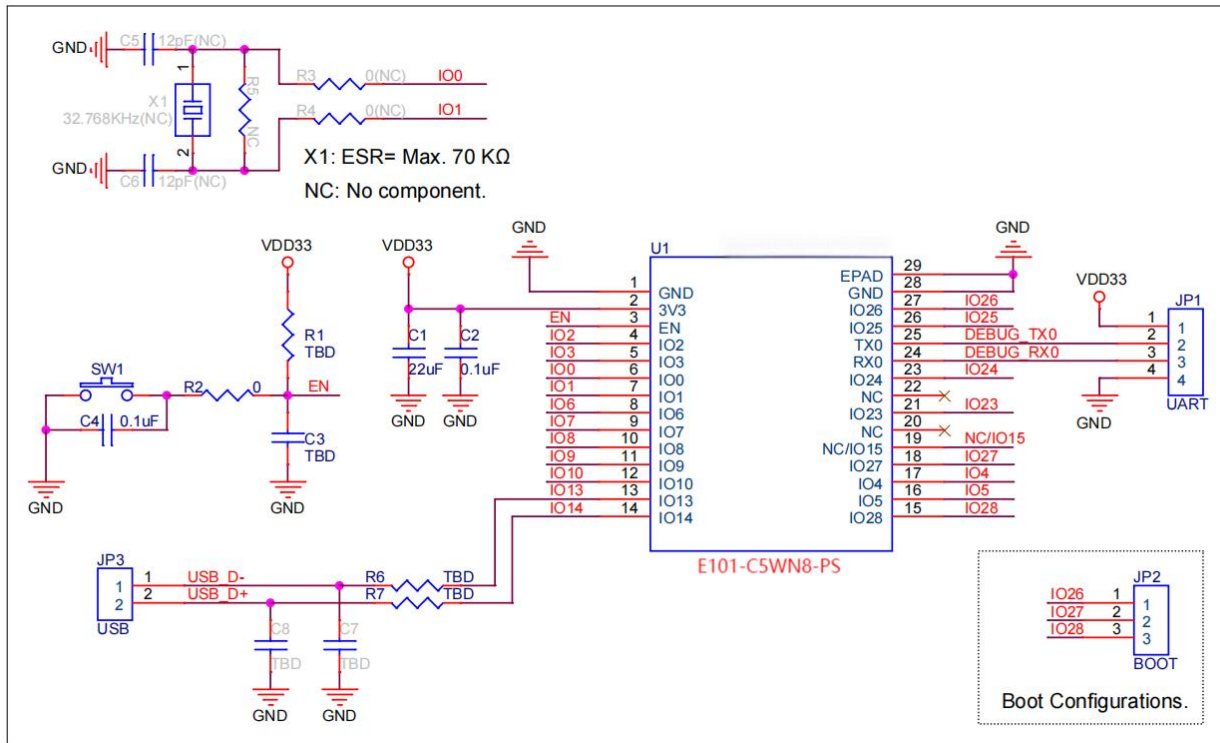 GND C5 12pF(NC)
1
R3 0(NC) IO0
X1
32.768KHz(NC)
R5
NC
R4 0(NC) IO1
2
GND C6 12pF(NC)
X1: ESR= Max. 70 KΩ
NC: No component.
VDD33
R1
TBD
SW1
R2 0 EN
C4 0.1uF
C3
TBD
GND
GND
VDD33
C1
22uF
C2
0.1uF
GND
GND
GND
U1
GND
1 GND
2 3V3
EN 3 EN
IO2 4 IO2
IO3 5 IO3
IO0 6 IO0
IO1 7 IO1
IO6 8 IO6
IO7 9 IO7
IO8 10 IO8
IO9 11 IO9
IO10 12 IO10
IO13 13 IO13
IO14 14 IO14
EPAD 29
GND 28
IO26 27 IO26
IO25 26 IO25
TX0 25 DEBUG_TX0
RX0 24 DEBUG_RX0
IO24 23 IO24
NC 22
IO23 21 IO23
NC 20
NC/IO15 19 NC/IO15
IO27 18 IO27
IO4 17 IO4
IO5 16 IO5
IO28 15 IO28
E101-C5WN8-PS
VDD33
JP1
1 1
2 2
3 3
4 4
UART
GND
JP3
1 1 USB_D-
2 2 USB_D+
USB
R6 TBD
R7 TBD
C8
TBD
C7
TBD
GND
GND
JP2
IO26 1 1
IO27 2 2
IO28 3 3
BOOT
Boot Configurations.